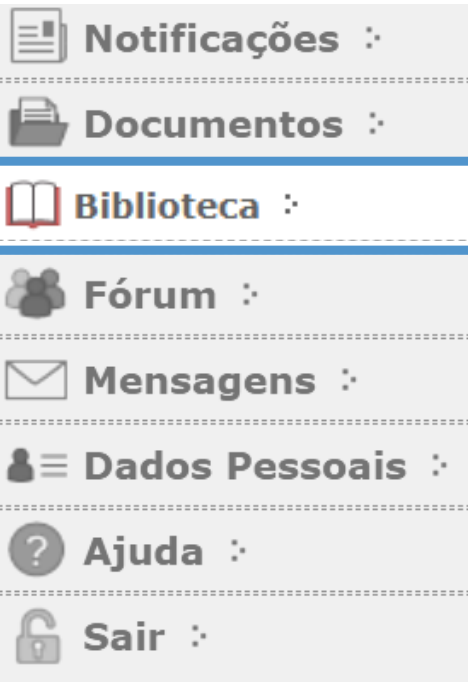 Notificações
Documentos
Biblioteca
Fórum
Mensagens
Dados Pessoais
Ajuda
Sair